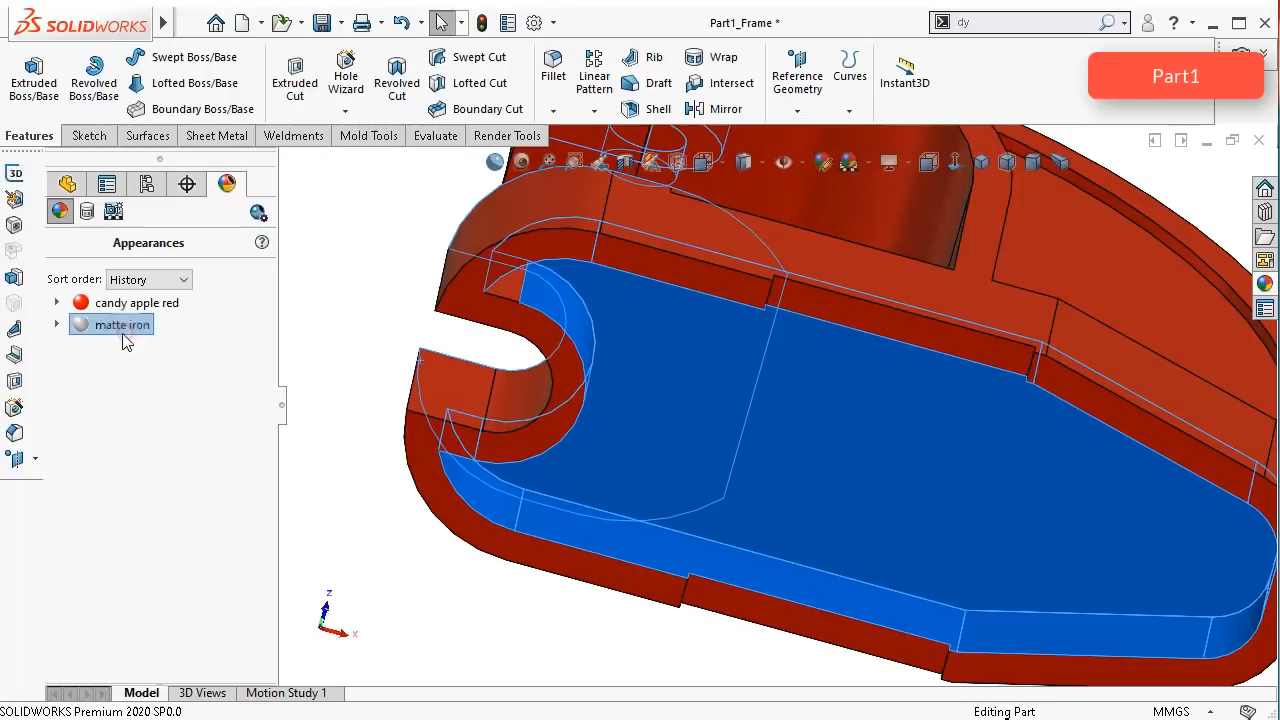 SOLIDWORKS
Part1_Frame *
dy
Part1
Extruded Boss/Base
Revolved Boss/Base
Swept Boss/Base
Lofted Boss/Base
Boundary Boss/Base
Extruded Cut
Hole Wizard
Revolved Cut
Swept Cut
Lofted Cut
Boundary Cut
Fillet
Linear Pattern
Rib
Draft
Shell
Wrap
Intersect
Mirror
Reference Geometry
Curves
Instant3D
Features Sketch Surfaces Sheet Metal Weldments Mold Tools Evaluate Render Tools
3D
Appearances
Sort order: History
candy apple red
matte iron
z
x
Model 3D Views Motion Study 1
SOLIDWORKS Premium 2020 SP0.0 Editing Part MMGS